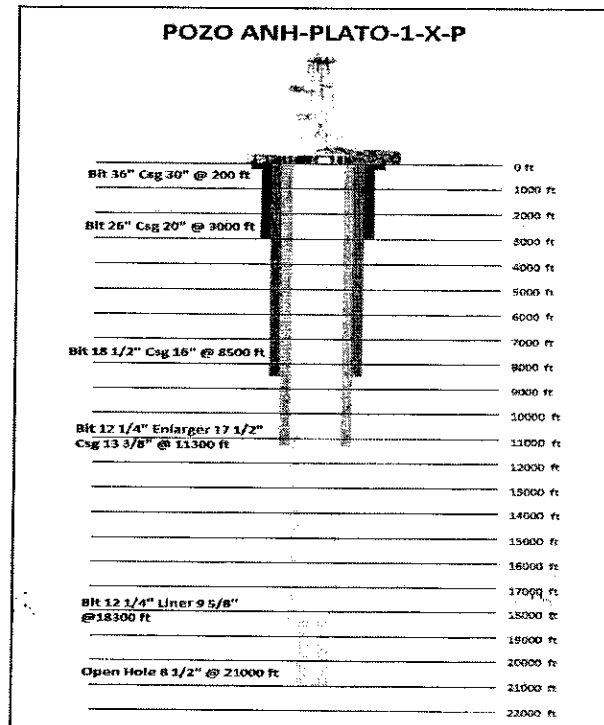 POZO ANH-PLATO-1-X-P
0 ft
Bit 36" Csg 30" @ 200 ft
1000 ft
2000 ft
Bit 26" Csg 20" @ 3000 ft
3000 ft
4000 ft
5000 ft
6000 ft
7000 ft
Bit 18 1/2" Csg 16" @ 8500 ft
8000 ft
9000 ft
10000 ft
Bit 12 1/4" Enlarger 17 1/2"
Csg 13 3/8" @ 11300 ft
11000 ft
12000 ft
13000 ft
14000 ft
15000 ft
16000 ft
17000 ft
Bit 12 1/4" Liner 9 5/8"
@18300 ft
18000 ft
19000 ft
20000 ft
Open Hole 8 1/2" @ 21000 ft
21000 ft
22000 ft